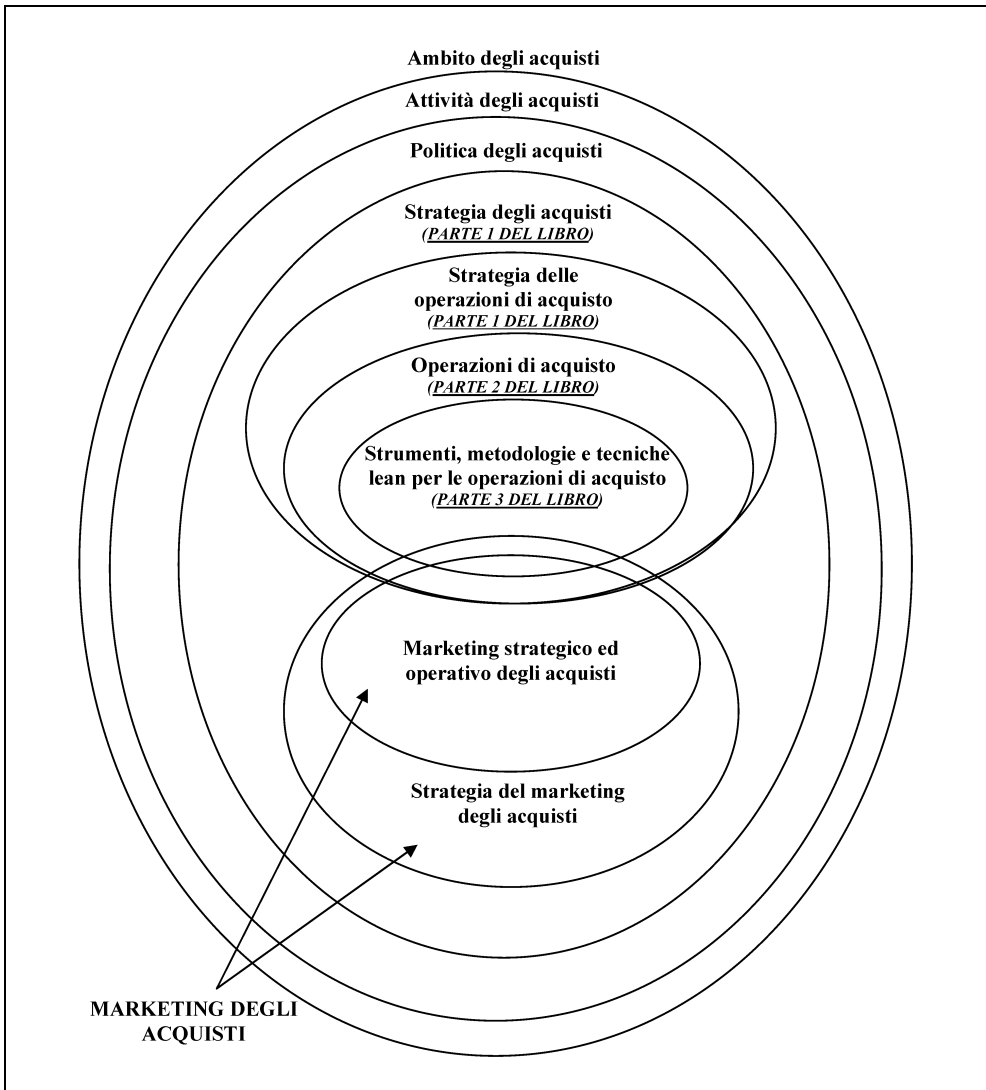 Ambito degli acquisti
Attività degli acquisti
Politica degli acquisti
Strategia degli acquisti
(PARTE 1 DEL LIBRO)
Strategia delle
operazioni di acquisto
(PARTE 1 DEL LIBRO)
Operazioni di acquisto
(PARTE 2 DEL LIBRO)
Strumenti, metodologie e tecniche
lean per le operazioni di acquisto
(PARTE 3 DEL LIBRO)
Marketing strategico ed
operativo degli acquisti
Strategia del marketing
degli acquisti
MARKETING DEGLI
ACQUISTI